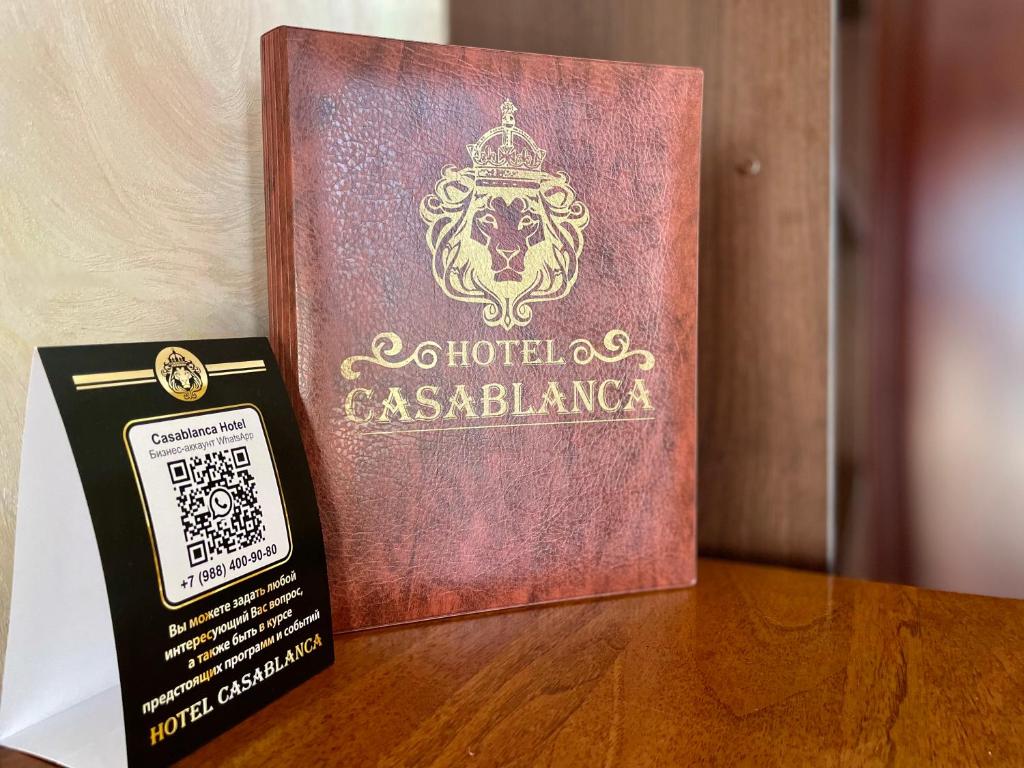 HOTEL
CASABLANCA
Casablanca Hotel
Бизнес-аккаунт WhatsApp
+7 (988) 400-90-80
Вы можете задать любой
интересующий Вас вопрос,
а также быть в курсе
предстоящих программ и событий
HOTEL CASABLANCA